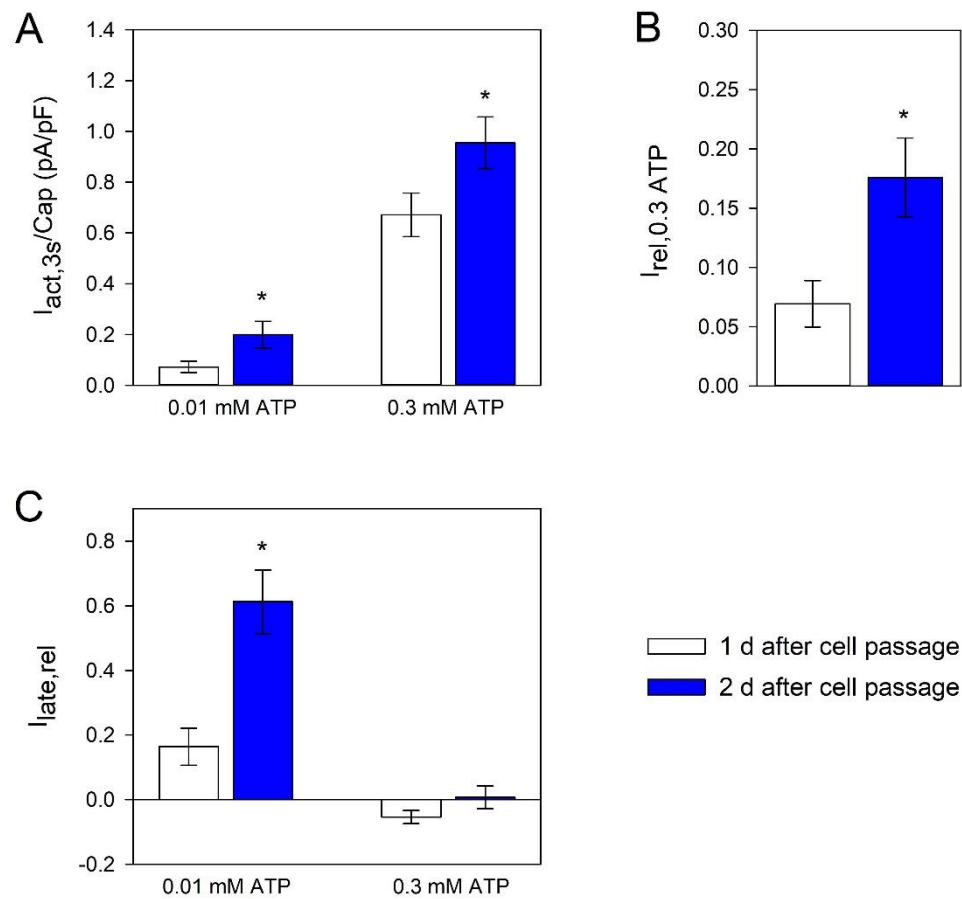 A
I_act,3s/Cap (pA/pF)
1.4
1.2
1.0
0.8
0.6
0.4
0.2
0.0
*
*
0.01 mM ATP
0.3 mM ATP
B
I_rel,0.3 ATP
0.30
0.25
0.20
0.15
0.10
0.05
0.00
*
C
I_late,rel
0.8
0.6
0.4
0.2
0.0
-0.2
*
0.01 mM ATP
0.3 mM ATP
1 d after cell passage
2 d after cell passage